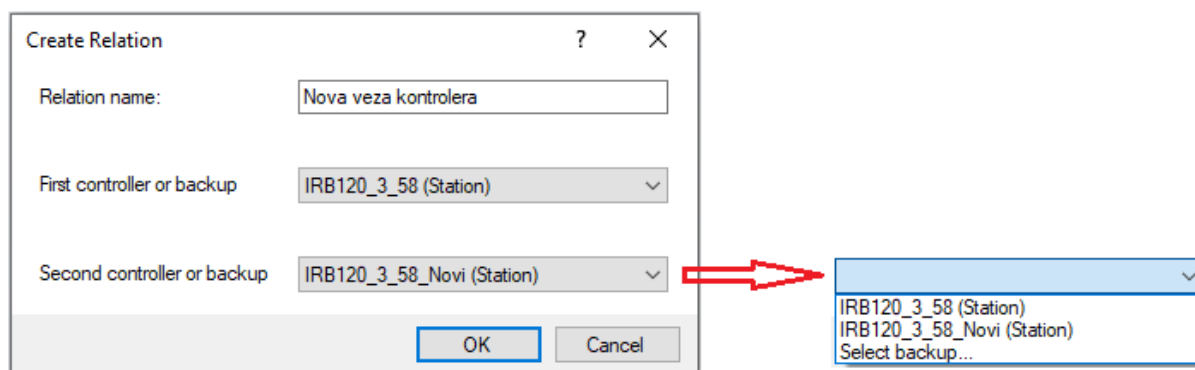 Create Relation ?
Relation name: Nova veza kontrolera
First controller or backup IRB120_3_58 (Station)
Second controller or backup IRB120_3_58_Novi (Station)
OK Cancel
IRB120_3_58 (Station)
IRB120_3_58_Novi (Station)
Select backup...